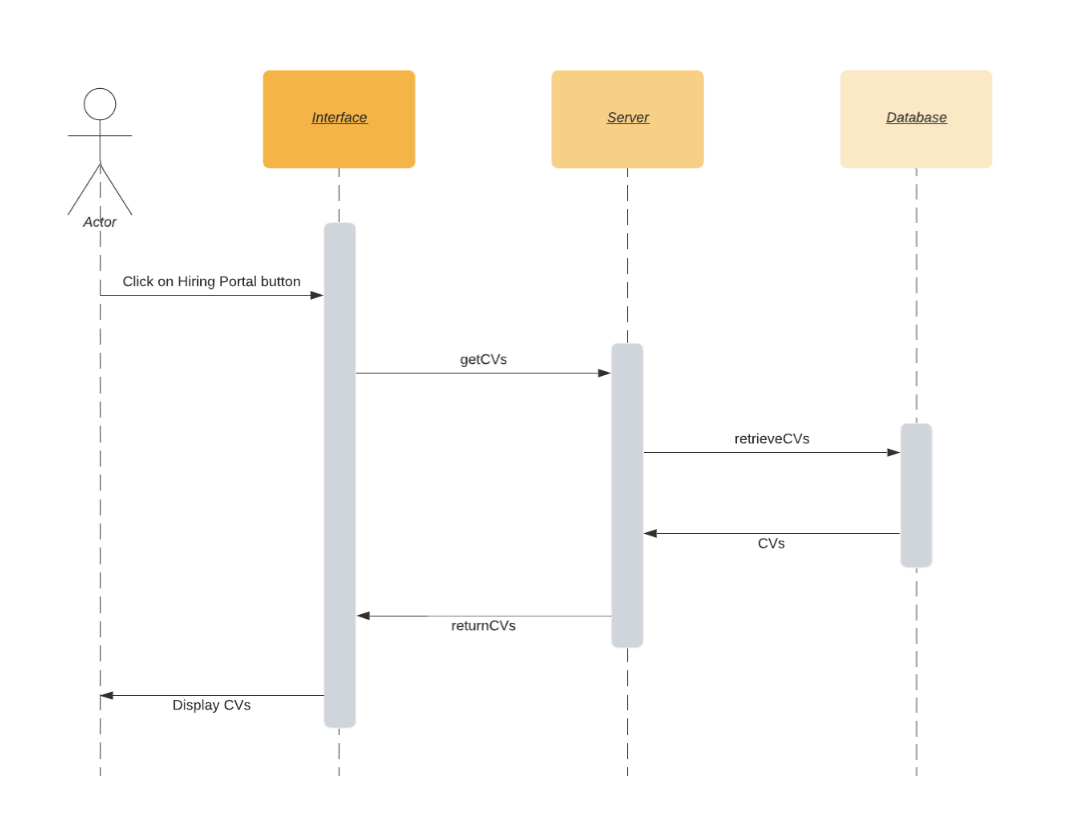 Interface
Server
Database
Actor
Click on Hiring Portal button
getCVs
retrieveCVs
CVs
returnCVs
Display CVs